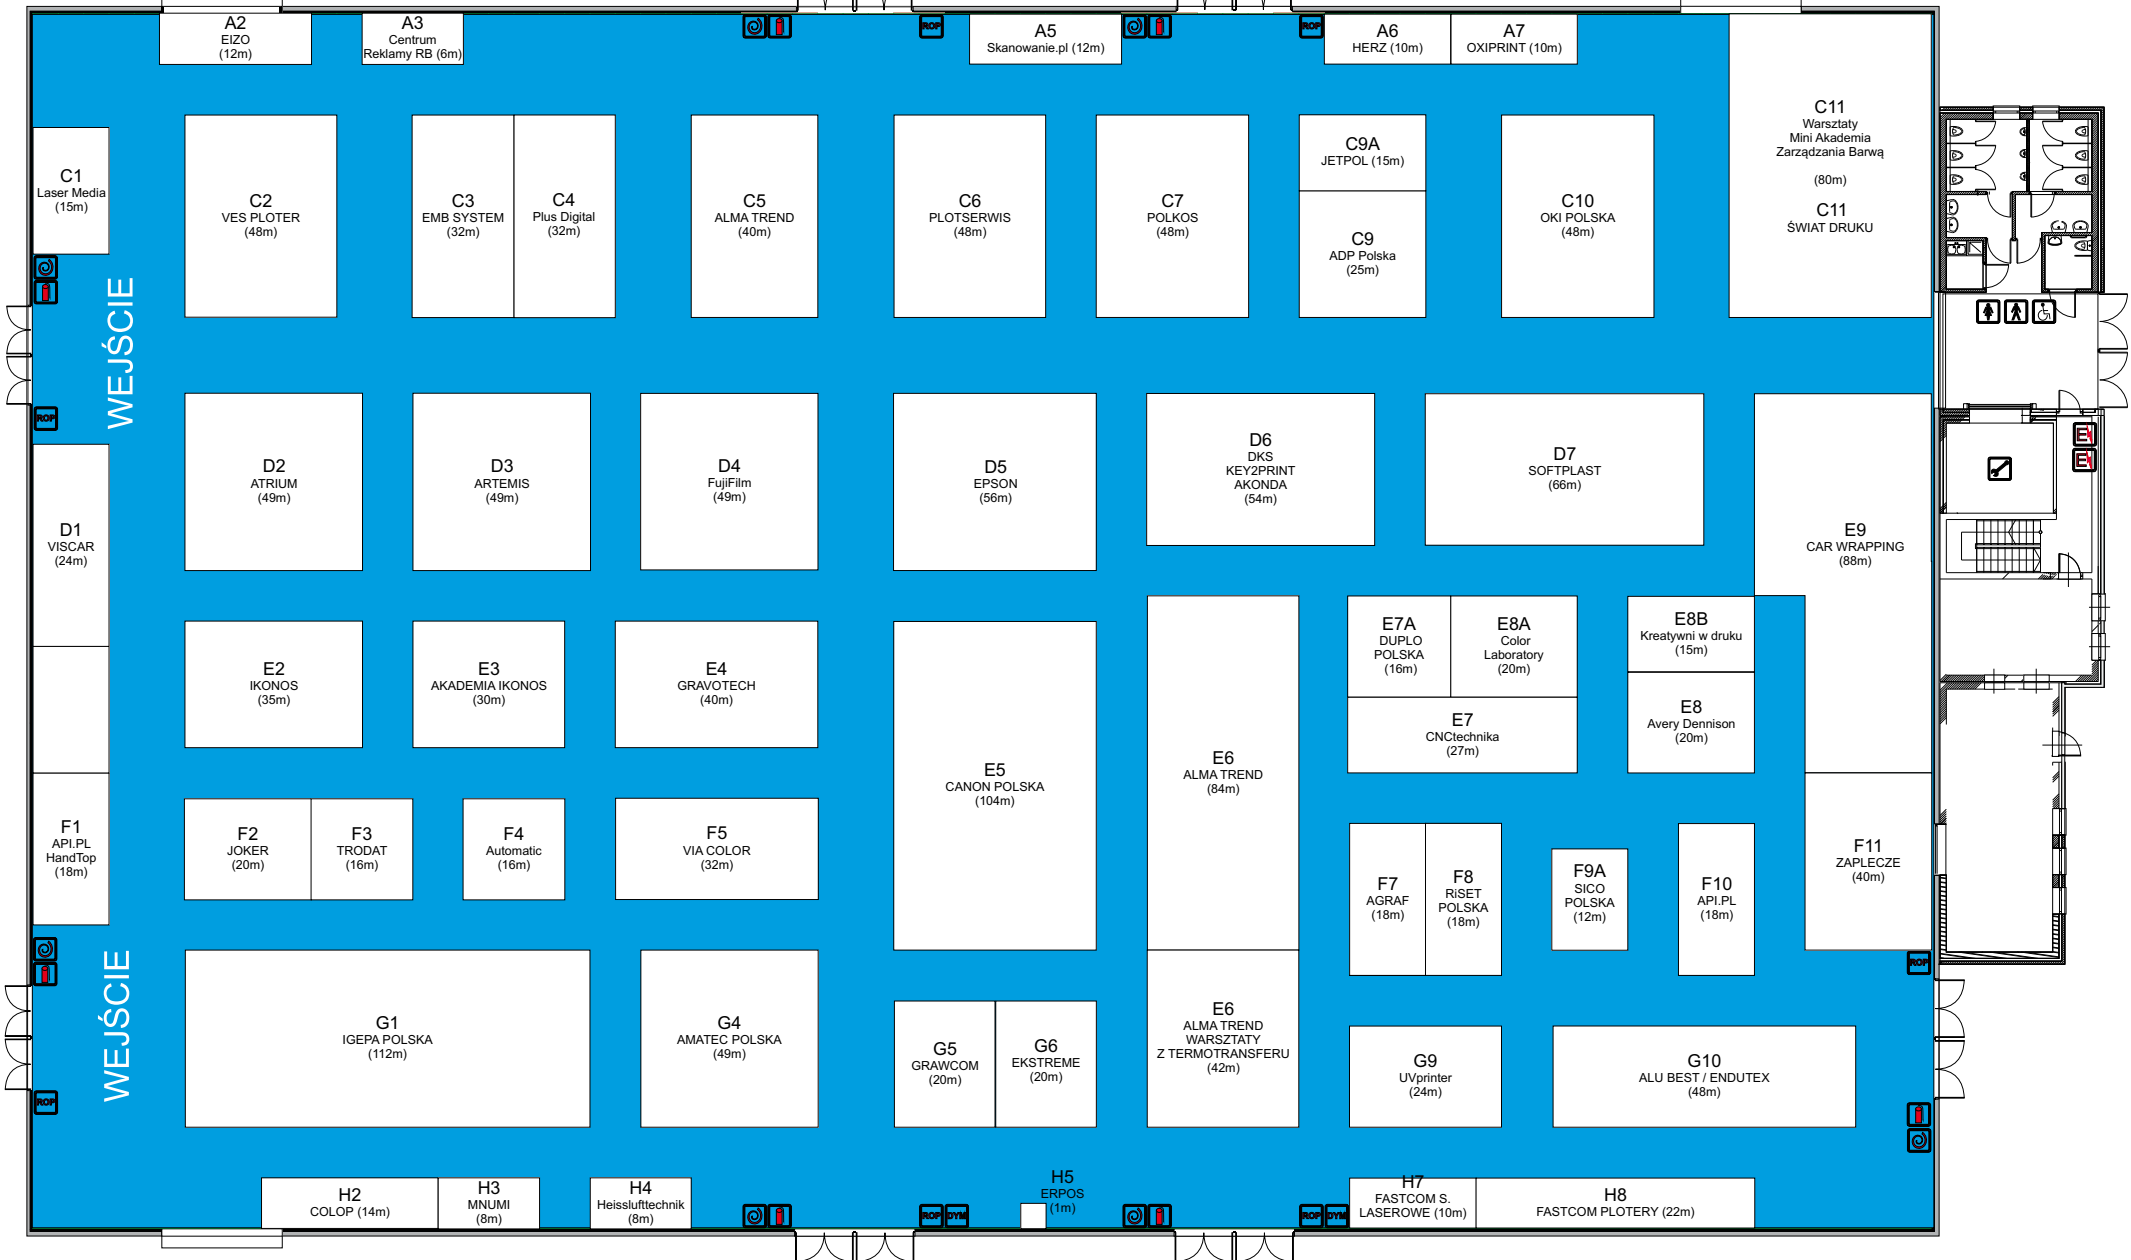 A2
EIZO
(12m)
A3
Centrum
Reklamy RB (6m)
ROP
A5
Skanowanie.pl (12m)
ROP
A6
HERZ (10m)
A7
OXIPRINT (10m)
C1
Laser Media
(15m)
C2
VES PLOTER
(48m)
C3
EMB SYSTEM
(32m)
C4
Plus Digital
(32m)
C5
ALMA TREND
(40m)
C6
PLOTSERWIS
(48m)
C7
POLKOS
(48m)
C9A
JETPOL (15m)
C9
ADP Polska
(25m)
C10
OKI POLSKA
(48m)
C11
Warsztaty
Mini Akademia
Zarządzania Barwą
(80m)
C11
ŚWIAT DRUKU
WEJŚCIE
ROP
D1
VISCAR
(24m)
D2
ATRIUM
(49m)
D3
ARTEMIS
(49m)
D4
FujiFilm
(49m)
D5
EPSON
(56m)
D6
DKS
KEY2PRINT
AKONDA
(54m)
D7
SOFTPLAST
(66m)
E9
CAR WRAPPING
(88m)
E
E
E2
IKONOS
(35m)
E3
AKADEMIA IKONOS
(30m)
E4
GRAVOTECH
(40m)
E5
CANON POLSKA
(104m)
E6
ALMA TREND
(84m)
E7A
DUPLO
POLSKA
(16m)
E8A
Color
Laboratory
(20m)
E7
CNCtechnika
(27m)
E8B
Kreatywni w druku
(15m)
E8
Avery Dennison
(20m)
F1
API.PL
HandTop
(18m)
F2
JOKER
(20m)
F3
TRODAT
(16m)
F4
Automatic
(16m)
F5
VIA COLOR
(32m)
F7
AGRAF
(18m)
F8
RiSET
POLSKA
(18m)
F9A
SICO
POLSKA
(12m)
F10
API.PL
(18m)
F11
ZAPLECZE
(40m)
ROP
WEJŚCIE
ROP
G1
IGEPA POLSKA
(112m)
G4
AMATEC POLSKA
(49m)
G5
GRAWCOM
(20m)
G6
EKSTREME
(20m)
E6
ALMA TREND
WARSZTATY
Z TERMOTRANSFERU
(42m)
G9
UVprinter
(24m)
G10
ALU BEST / ENDUTEX
(48m)
H2
COLOP (14m)
H3
MNUMI
(8m)
H4
Heisslufttechnik
(8m)
ROP DYM
H5
ERPOS
(1m)
ROP DYM
H7
FASTCOM S.
LASEROWE (10m)
H8
FASTCOM PLOTERY (22m)